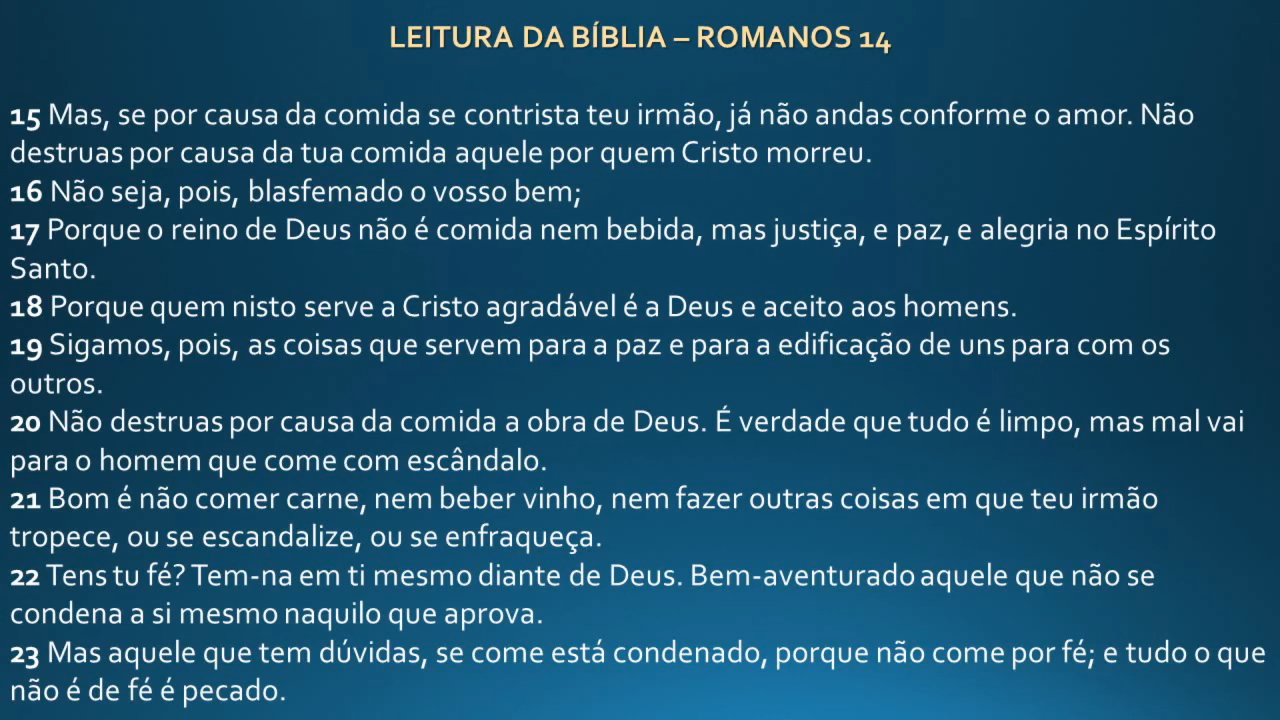 LEITURA DA BÍBLIA – ROMANOS 14
15 Mas, se por causa da comida se contrista teu irmão, já não andas conforme o amor. Não
destruas por causa da tua comida aquele por quem Cristo morreu.
16 Não seja, pois, blasfemado o vosso bem;
17 Porque o reino de Deus não é comida nem bebida, mas justiça, e paz, e alegria no Espírito
Santo.
18 Porque quem nisto serve a Cristo agradável é a Deus e aceito aos homens.
19 Sigamos, pois, as coisas que servem para a paz e para a edificação de uns para com os
outros.
20 Não destruas por causa da comida a obra de Deus. É verdade que tudo é limpo, mas mal vai
para o homem que come com escândalo.
21 Bom é não comer carne, nem beber vinho, nem fazer outras coisas em que teu irmão
tropece, ou se escandalize, ou se enfraqueça.
22 Tens tu fé? Tem-na em ti mesmo diante de Deus. Bem-aventurado aquele que não se
condena a si mesmo naquilo que aprova.
23 Mas aquele que tem dúvidas, se come está condenado, porque não come por fé; e tudo o que
não é de fé é pecado.